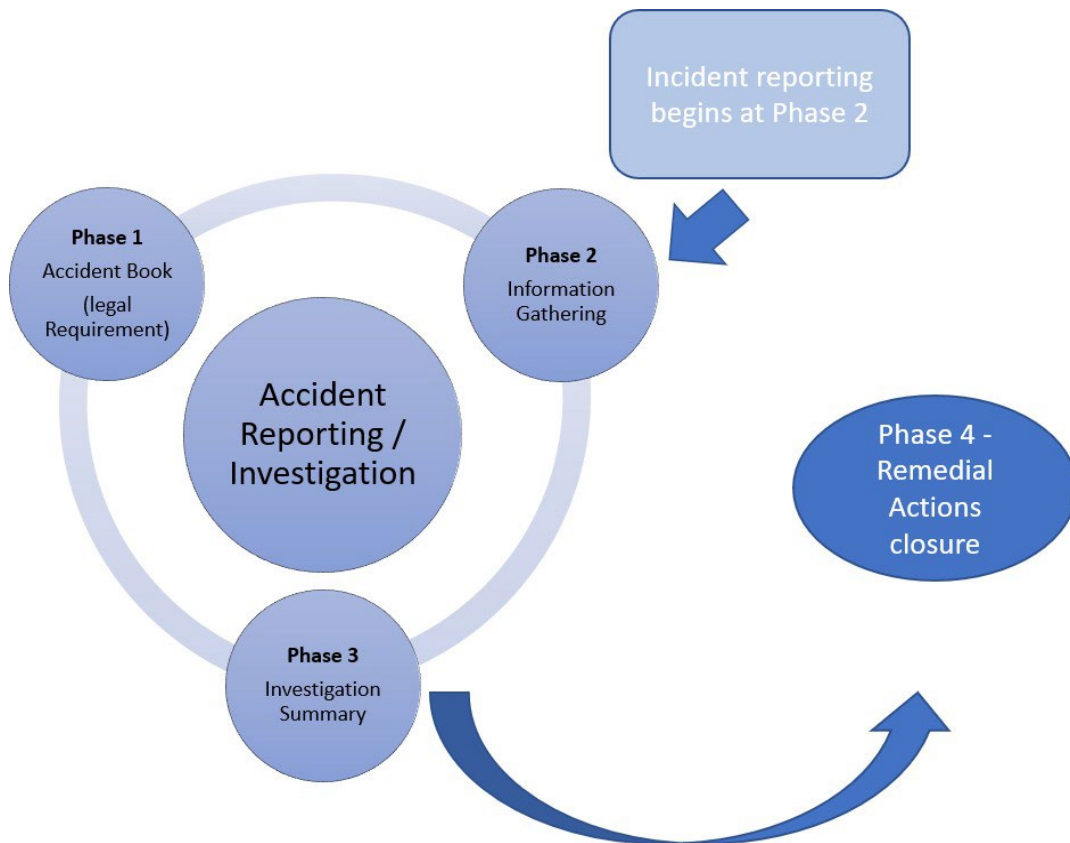 Incident reporting
begins at Phase 2
Phase 1
Accident Book
(legal
Requirement)
Phase 2
Information
Gathering
Accident
Reporting /
Investigation
Phase 4 -
Remedial
Actions
closure
Phase 3
Investigation
Summary